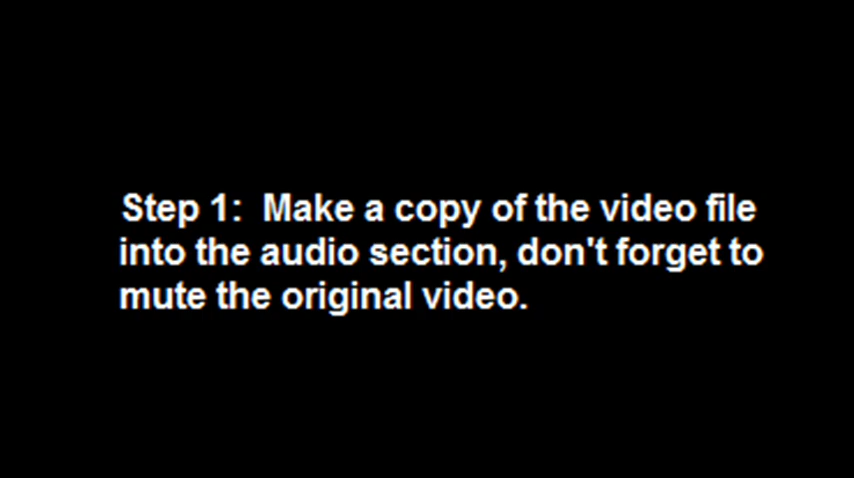 Step 1:  Make a copy of the video file
into the audio section, don't forget to
mute the original video.